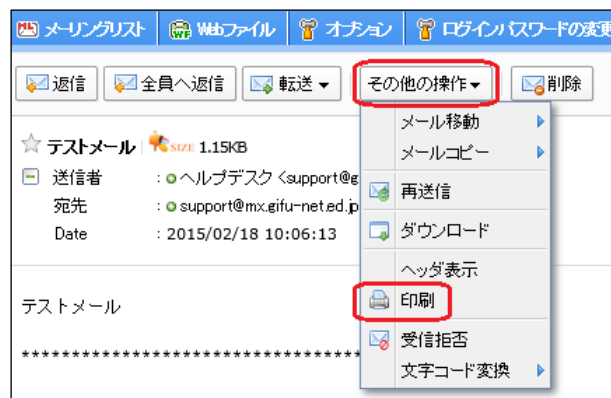 メーリングリスト Webファイル オプション ログインパスワードの変更
返信 全員へ返信 転送▼ その他の操作▼ 削除
☆ テストメール SIZE 1.15KB
送信者 : ヘルプデスク <support@g
宛先 : support@mx.gifu-net.ed.jp
Date : 2015/02/18 10:06:13
テストメール
**********************************
メール移動
メールコピー
再送信
ダウンロード
ヘッダ表示
印刷
受信拒否
文字コード変換